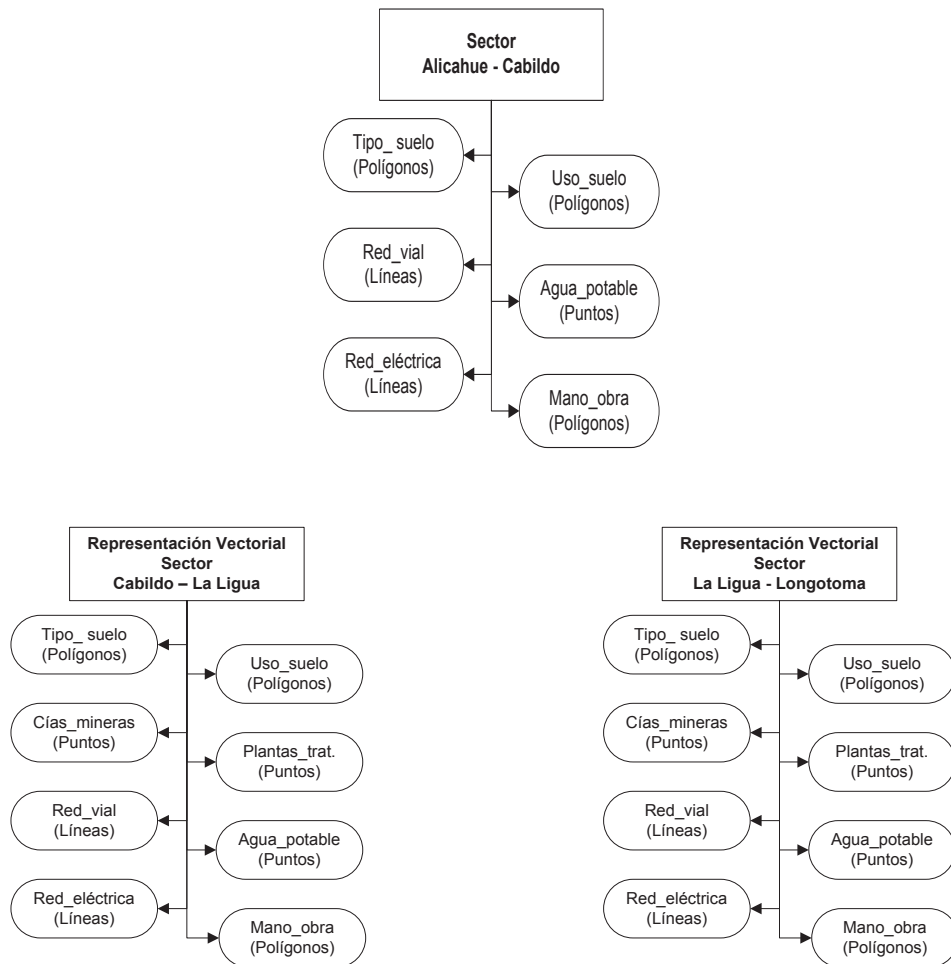 Sector
Alicahue - Cabildo
Tipo_ suelo
(Polígonos)
Uso_suelo
(Polígonos)
Red_vial
(Líneas)
Agua_potable
(Puntos)
Red_eléctrica
(Líneas)
Mano_obra
(Polígonos)
Representación Vectorial
Sector
Cabildo – La Ligua
Tipo_ suelo
(Polígonos)
Uso_suelo
(Polígonos)
Cías_mineras
(Puntos)
Plantas_trat.
(Puntos)
Red_vial
(Líneas)
Agua_potable
(Puntos)
Red_eléctrica
(Líneas)
Mano_obra
(Polígonos)
Representación Vectorial
Sector
La Ligua - Longotoma
Tipo_ suelo
(Polígonos)
Uso_suelo
(Polígonos)
Cías_mineras
(Puntos)
Plantas_trat.
(Puntos)
Red_vial
(Líneas)
Agua_potable
(Puntos)
Red_eléctrica
(Líneas)
Mano_obra
(Polígonos)